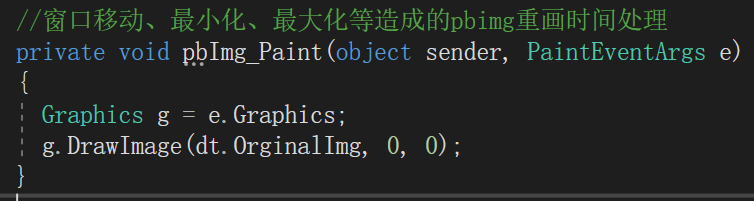 //窗口移动、最小化、最大化等造成的pbimg重画时间处理
private void pbImg_Paint(object sender, PaintEventArgs e)
{
Graphics g = e.Graphics;
g.DrawImage(dt.OrginalImg, 0, 0);
}